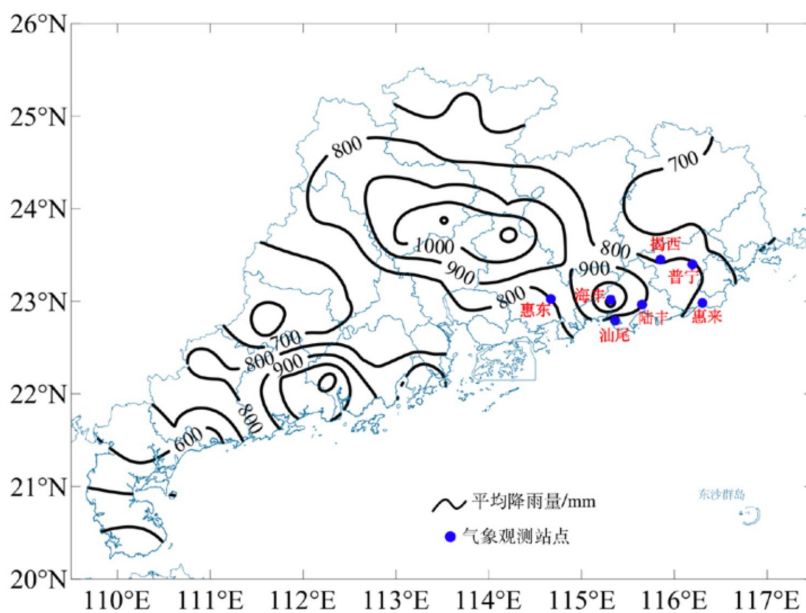 26°N
25°N
24°N
23°N
22°N
21°N
20°N
800
700
1000
900
800
揭西
900
普宁
800
海丰
惠东
陆丰
惠来
汕尾
700
800
900
800
600
平均降雨量/mm
气象观测站点
东沙群岛
110°E 111°E 112°E 113°E 114°E 115°E 116°E 117°E